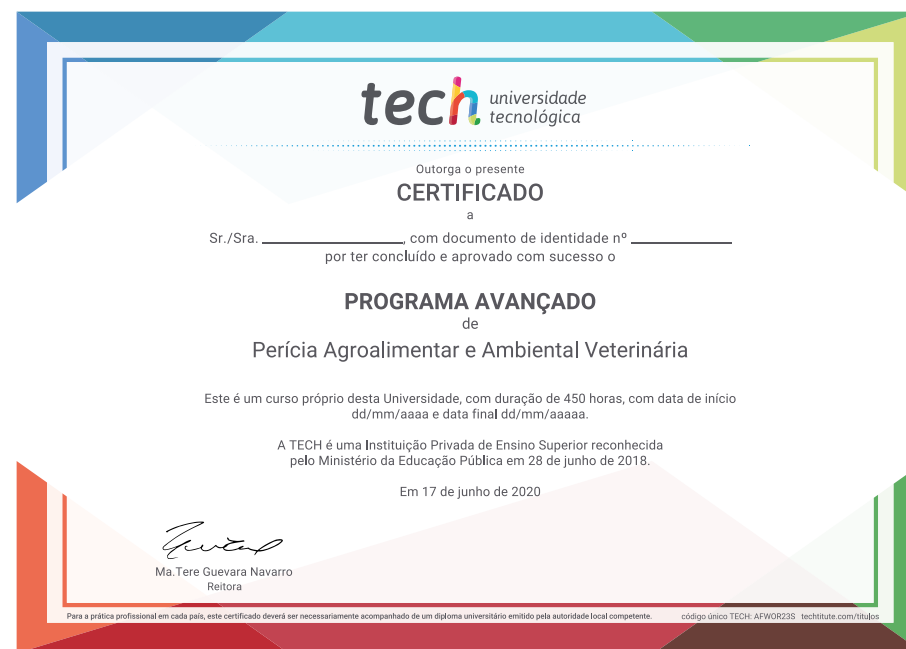 tech universidade
tecnológica
Outorga o presente
CERTIFICADO
a
Sr./Sra. ________________, com documento de identidade nº ____________
por ter concluído e aprovado com sucesso o
PROGRAMA AVANÇADO
de
Perícia Agroalimentar e Ambiental Veterinária
Este é um curso próprio desta Universidade, com duração de 450 horas, com data de início
dd/mm/aaaa e data final dd/mm/aaaaa.
A TECH é uma Instituição Privada de Ensino Superior reconhecida
pelo Ministério da Educação Pública em 28 de junho de 2018.
Em 17 de junho de 2020
Ma.Tere Guevara Navarro
Reitora
Para a prática profissional em cada país, este certificado deverá ser necessariamente acompanhado de um diploma universitário emitido pela autoridade local competente. código único TECH: AFWOR23S techtitute.com/titulos